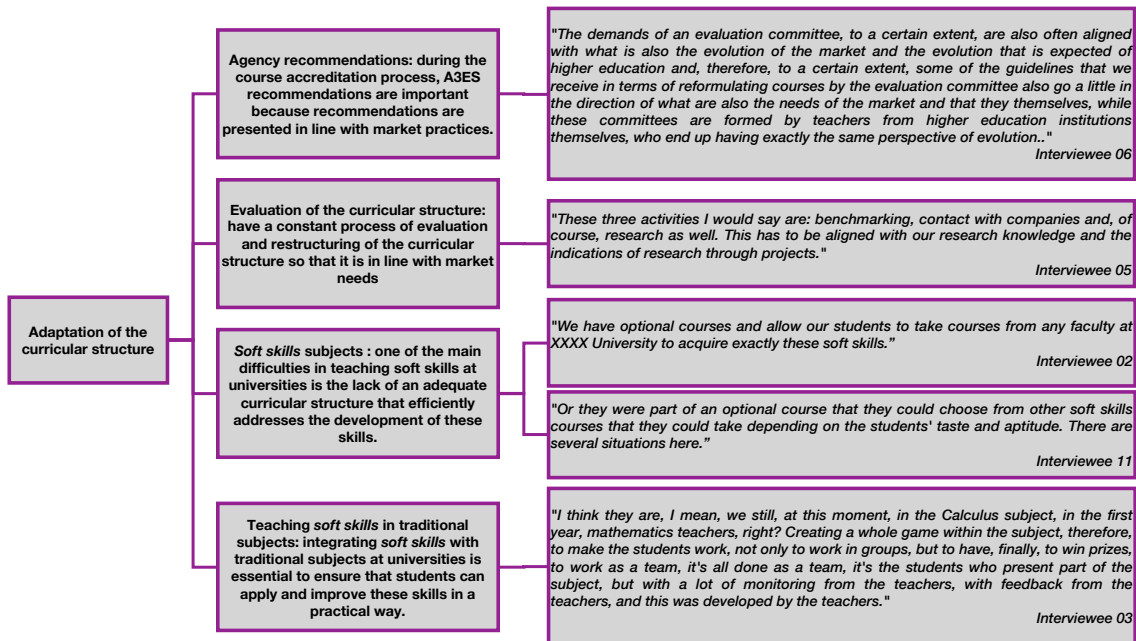 Adaptation of the
curricular structure
Agency recommendations: during the
course accreditation process, A3ES
recommendations are important
because recommendations are
presented in line with market practices.
"The demands of an evaluation committee, to a certain extent, are also often aligned
with what is also the evolution of the market and the evolution that is expected of
higher education and, therefore, to a certain extent, some of the guidelines that we
receive in terms of reformulating courses by the evaluation committee also go a little in
the direction of what are also the needs of the market and that they themselves, while
these committees are formed by teachers from higher education institutions
themselves, who end up having exactly the same perspective of evolution.."
Interviewee 06
Evaluation of the curricular structure:
have a constant process of evaluation
and restructuring of the curricular
structure so that it is in line with market
needs
"These three activities I would say are: benchmarking, contact with companies and, of
course, research as well. This has to be aligned with our research knowledge and the
indications of research through projects."
Interviewee 05
Soft skills subjects : one of the main
difficulties in teaching soft skills at
universities is the lack of an adequate
curricular structure that efficiently
addresses the development of these
skills.
"We have optional courses and allow our students to take courses from any faculty at
XXXX University to acquire exactly these soft skills.”
Interviewee 02
"Or they were part of an optional course that they could choose from other soft skills
courses that they could take depending on the students' taste and aptitude. There are
several situations here.”
Interviewee 11
Teaching soft skills in traditional
subjects: integrating soft skills with
traditional subjects at universities is
essential to ensure that students can
apply and improve these skills in a
practical way.
"I think they are, I mean, we still, at this moment, in the Calculus subject, in the first
year, mathematics teachers, right? Creating a whole game within the subject, therefore,
to make the students work, not only to work in groups, but to have, finally, to win prizes,
to work as a team, it's all done as a team, it's the students who present part of the
subject, but with a lot of monitoring from the teachers, with feedback from the
teachers, and this was developed by the teachers."
Interviewee 03